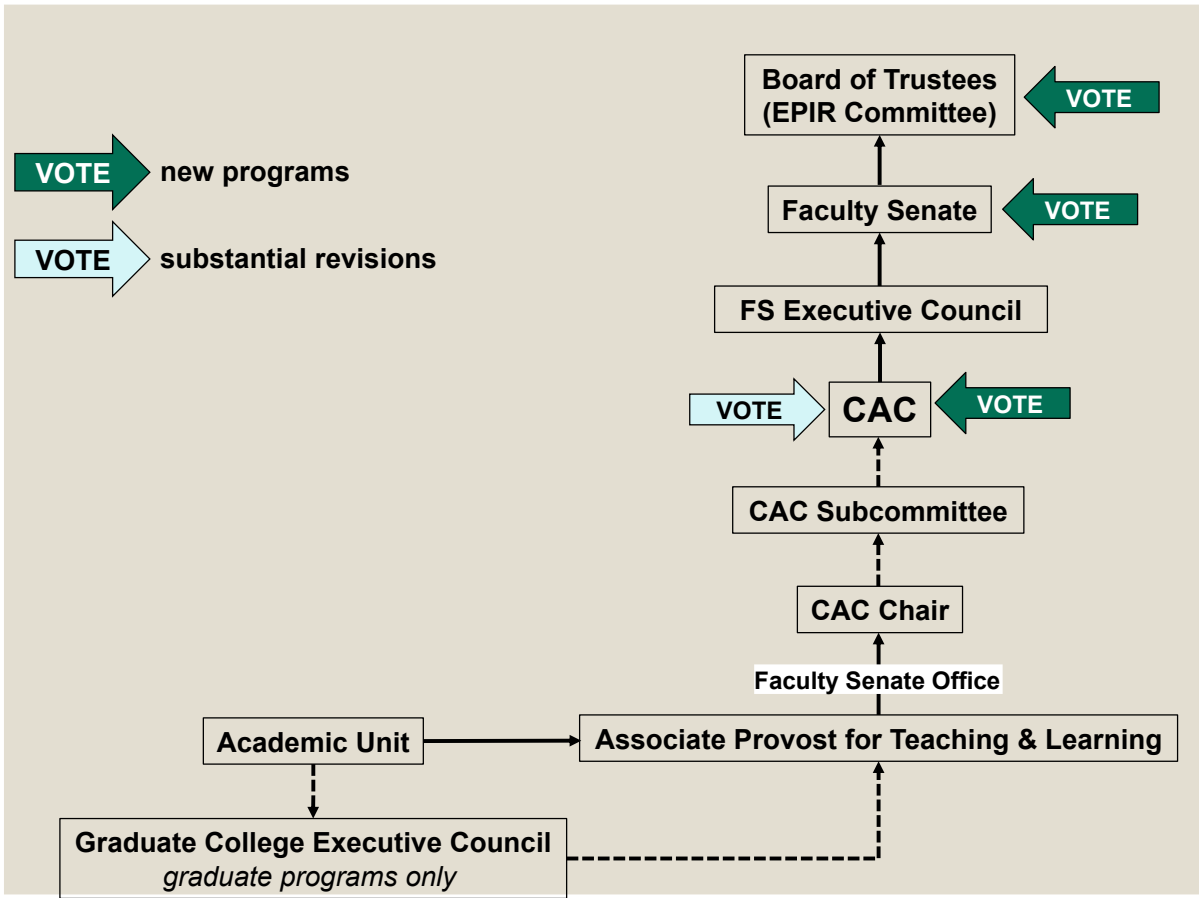 Board of Trustees
(EPIR Committee)
VOTE
VOTE
new programs
Faculty Senate
VOTE
VOTE
substantial revisions
FS Executive Council
VOTE
CAC
VOTE
CAC Subcommittee
CAC Chair
Faculty Senate Office
Academic Unit
Associate Provost for Teaching & Learning
Graduate College Executive Council
graduate programs only